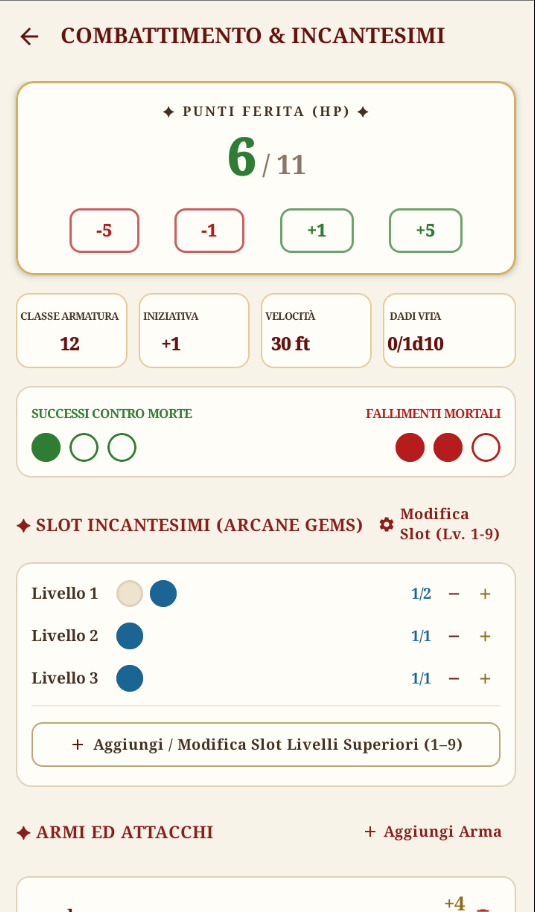 COMBATTIMENTO & INCANTESIMI
✦ PUNTI FERITA (HP) ✦
6 / 11
-5 -1 +1 +5
CLASSE ARMATURA INIZIATIVA VELOCITÀ DADI VITA
12 +1 30 ft 0/1d10
SUCCESSI CONTRO MORTE FALLIMENTI MORTALI
✦ SLOT INCANTESIMI (ARCANE GEMS) Modifica
Slot (Lv. 1-9)
Livello 1 1/2 − +
Livello 2 1/1 − +
Livello 3 1/1 − +
+ Aggiungi / Modifica Slot Livelli Superiori (1–9)
✦ ARMI ED ATTACCHI + Aggiungi Arma
+4